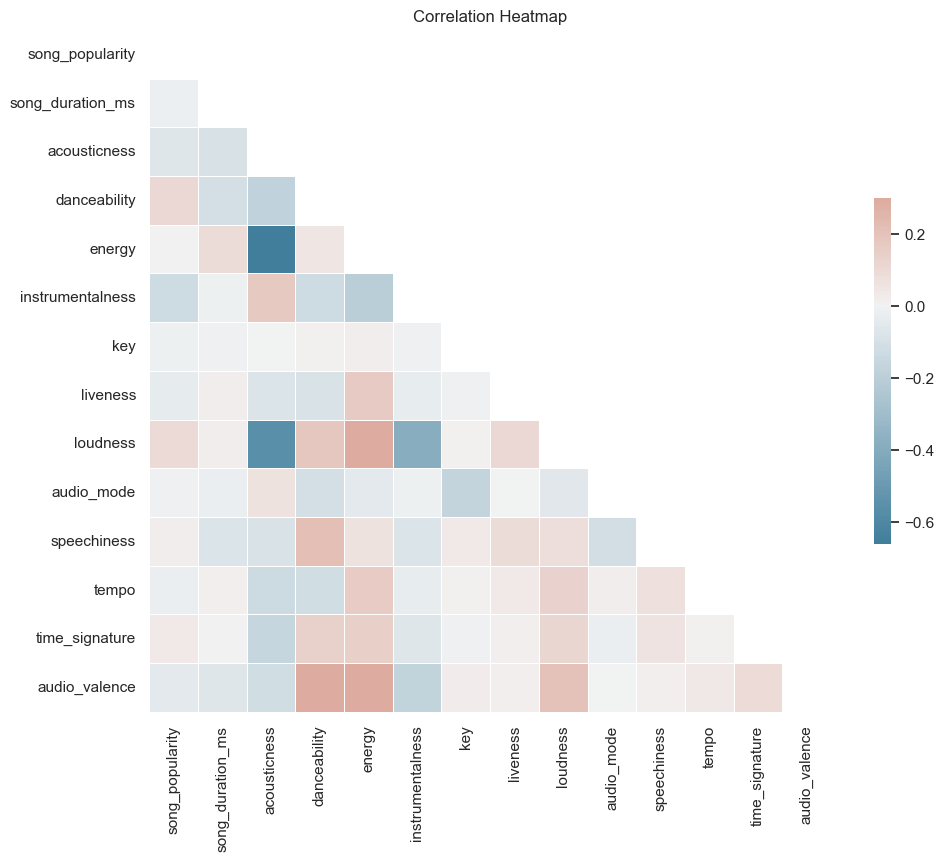 Correlation Heatmap
song_popularity
song_duration_ms
acousticness
danceability
energy
instrumentalness
key
liveness
loudness
audio_mode
speechiness
tempo
time_signature
audio_valence
0.2
0.0
−0.2
−0.4
−0.6
song_popularity
song_duration_ms
acousticness
danceability
energy
instrumentalness
key
liveness
loudness
audio_mode
speechiness
tempo
time_signature
audio_valence